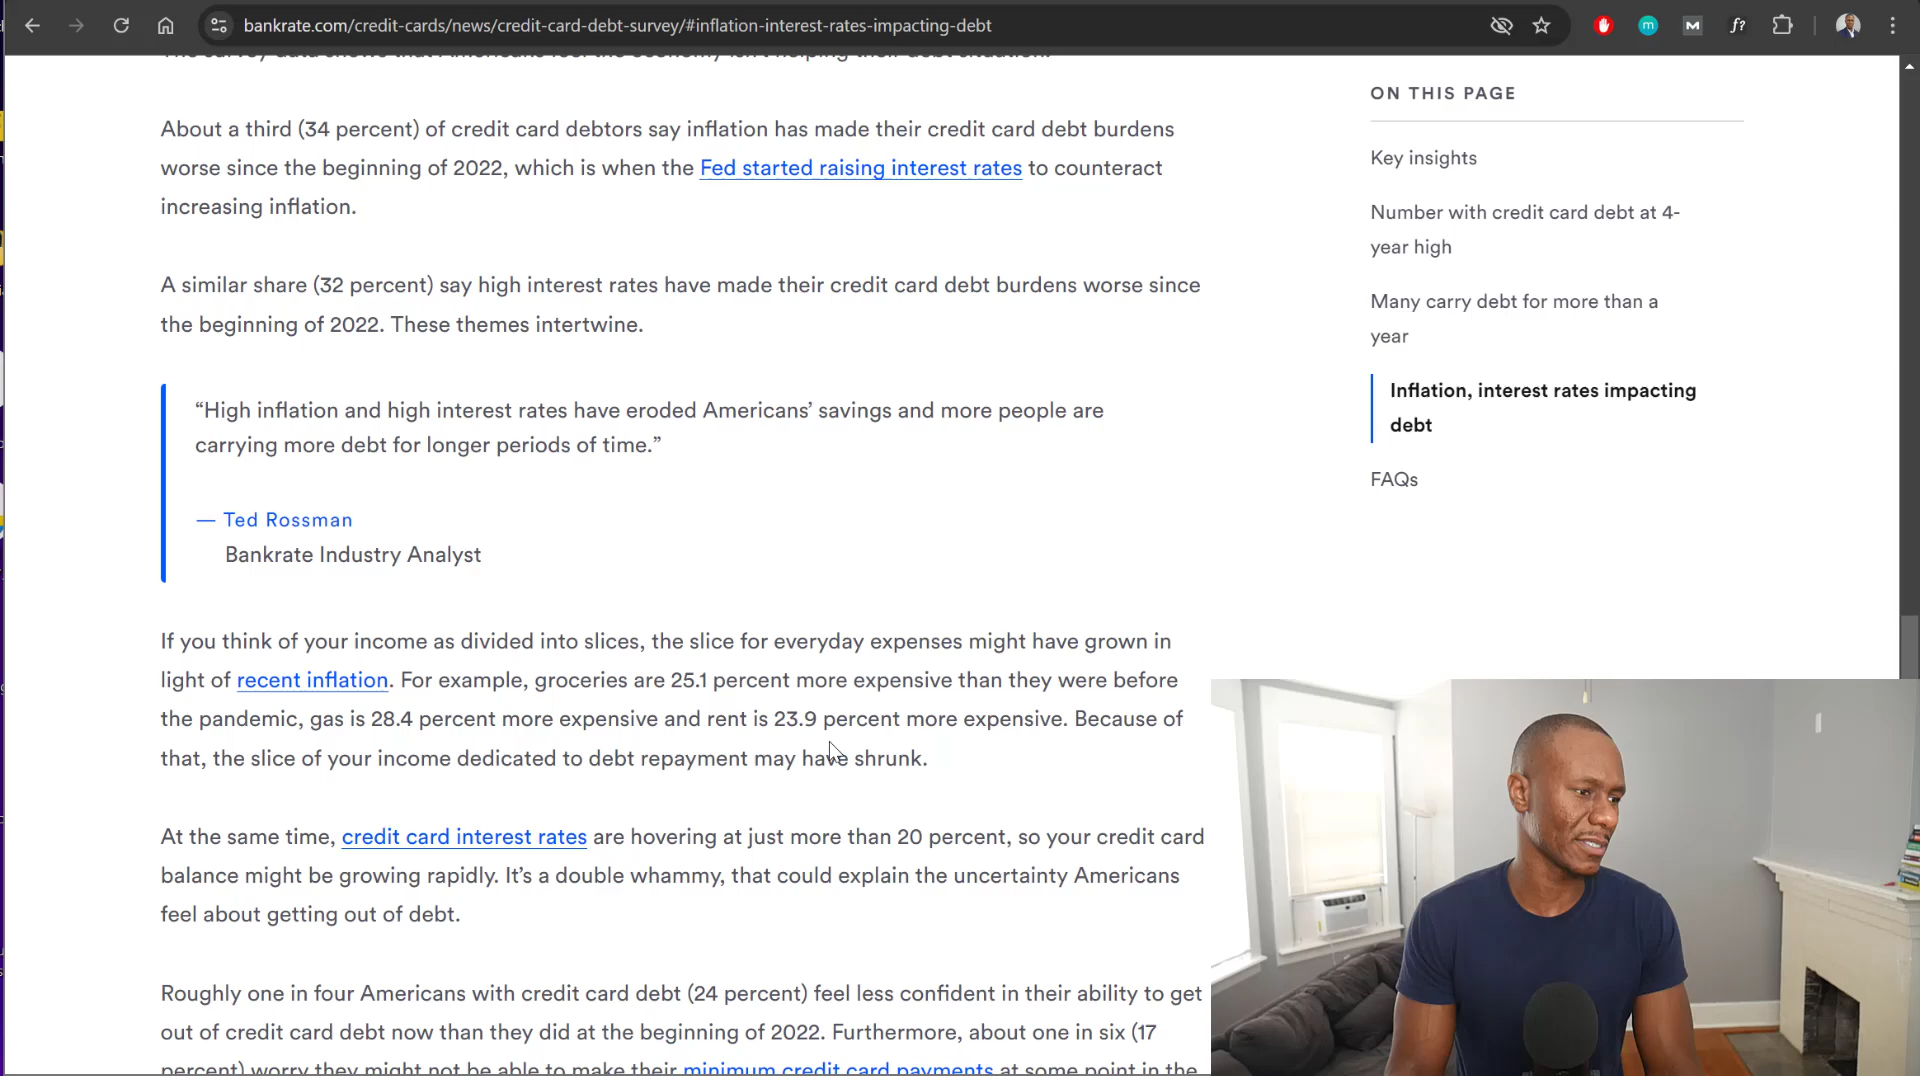 bankrate.com/credit-cards/news/credit-card-debt-survey/#inflation-interest-rates-impacting-debt
The survey data shows that Americans feel the economy isn't helping their debt situation.
About a third (34 percent) of credit card debtors say inflation has made their credit card debt burdens
worse since the beginning of 2022, which is when the Fed started raising interest rates to counteract
increasing inflation.
A similar share (32 percent) say high interest rates have made their credit card debt burdens worse since
the beginning of 2022. These themes intertwine.
“High inflation and high interest rates have eroded Americans’ savings and more people are
carrying more debt for longer periods of time.”
— Ted Rossman
Bankrate Industry Analyst
If you think of your income as divided into slices, the slice for everyday expenses might have grown in
light of recent inflation. For example, groceries are 25.1 percent more expensive than they were before
the pandemic, gas is 28.4 percent more expensive and rent is 23.9 percent more expensive. Because of
that, the slice of your income dedicated to debt repayment may have shrunk.
At the same time, credit card interest rates are hovering at just more than 20 percent, so your credit card
balance might be growing rapidly. It’s a double whammy, that could explain the uncertainty Americans
feel about getting out of debt.
Roughly one in four Americans with credit card debt (24 percent) feel less confident in their ability to get
out of credit card debt now than they did at the beginning of 2022. Furthermore, about one in six (17
percent) worry they might not be able to make their minimum credit card payments at some point in the
ON THIS PAGE
Key insights
Number with credit card debt at 4-
year high
Many carry debt for more than a
year
Inflation, interest rates impacting
debt
FAQs